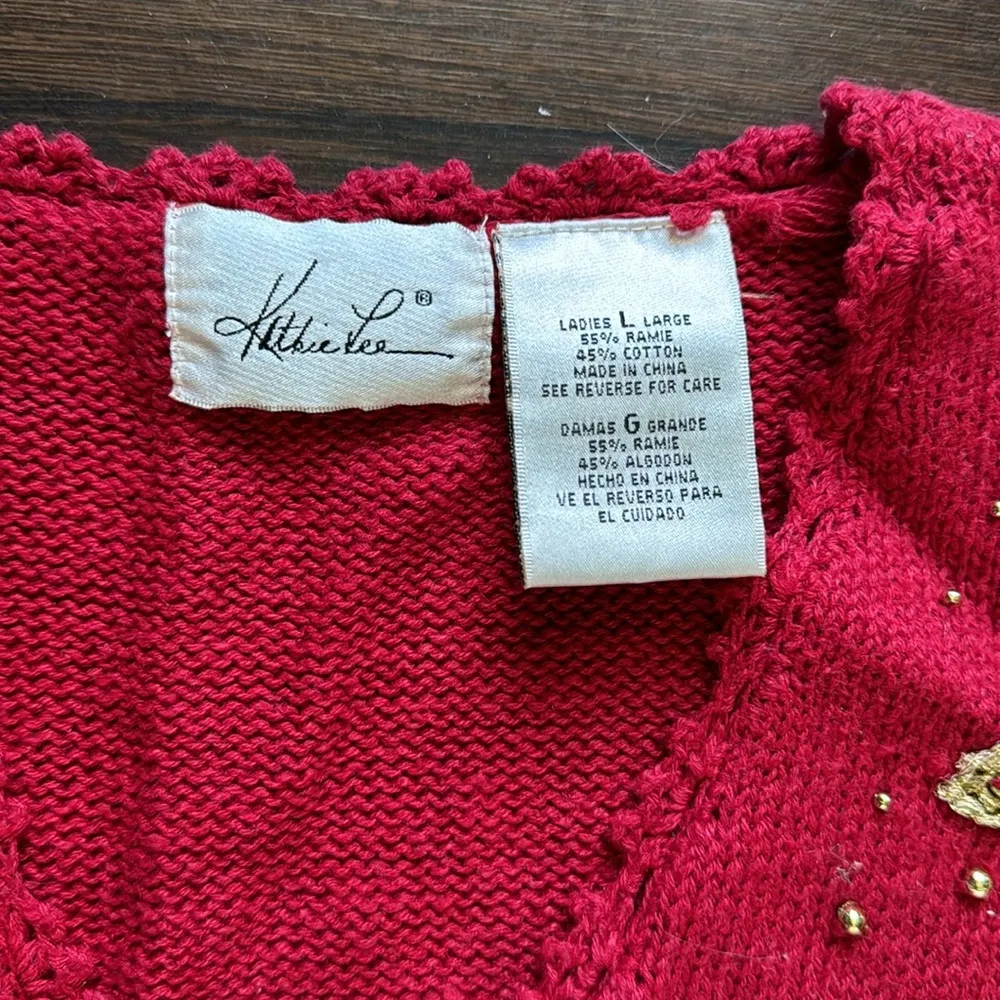 Kathie Lee®
LADIES L LARGE
55% RAMIE
45% COTTON
MADE IN CHINA
SEE REVERSE FOR CARE
DAMAS G GRANDE
55% RAMIE
45% ALGODON
HECHO EN CHINA
VE EL REVERSO PARA
EL CUIDADO